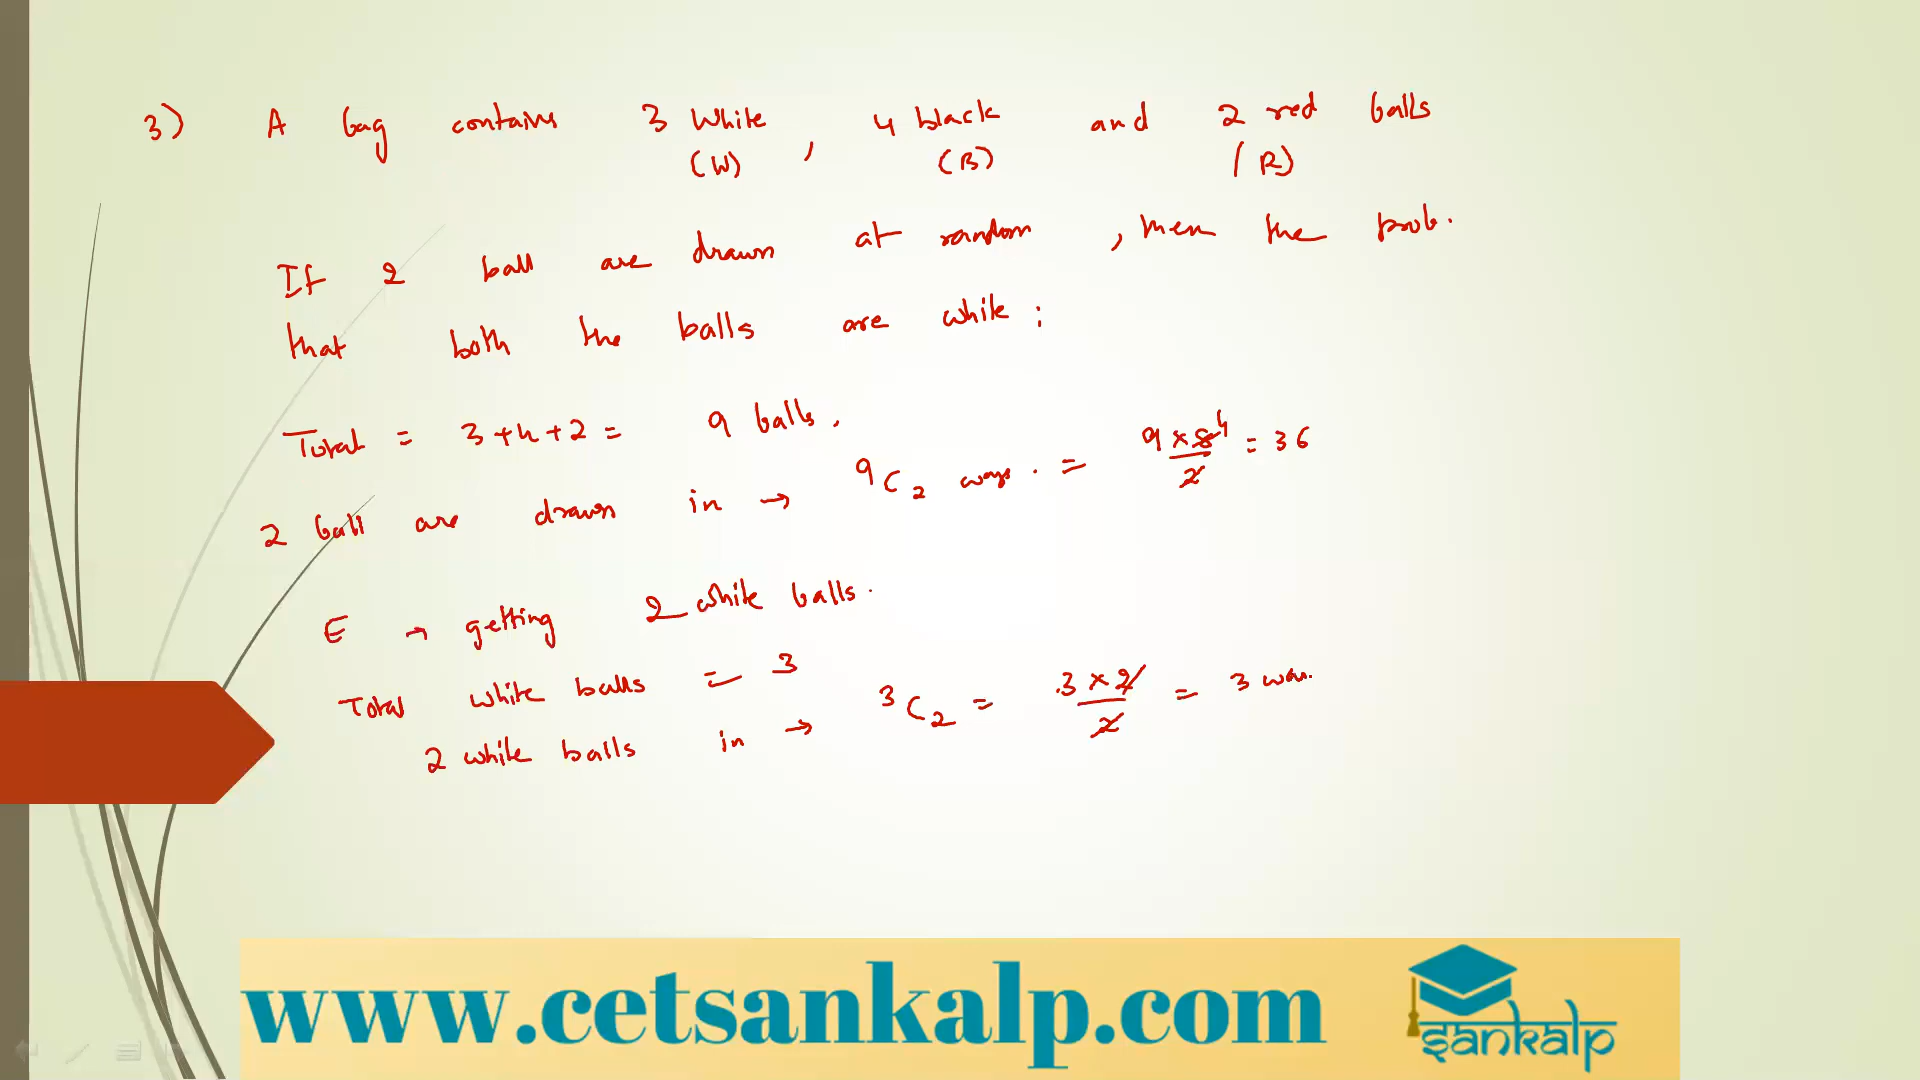 3) A bag contains 3 White , 4 black and 2 red balls
(W) (B) (R)
If 2 ball are drawn at random , then the prob.
that both the balls are white :
Total = 3+4+2 = 9 balls.
2 ball are drawn in → ⁹C₂ ways. = 9×8/2 4 = 36
E → getting 2 white balls.
Total white balls = 3
2 white balls in → ³C₂ = 3×2/2 = 3 way.
www.cetsankalp.com
sankalp